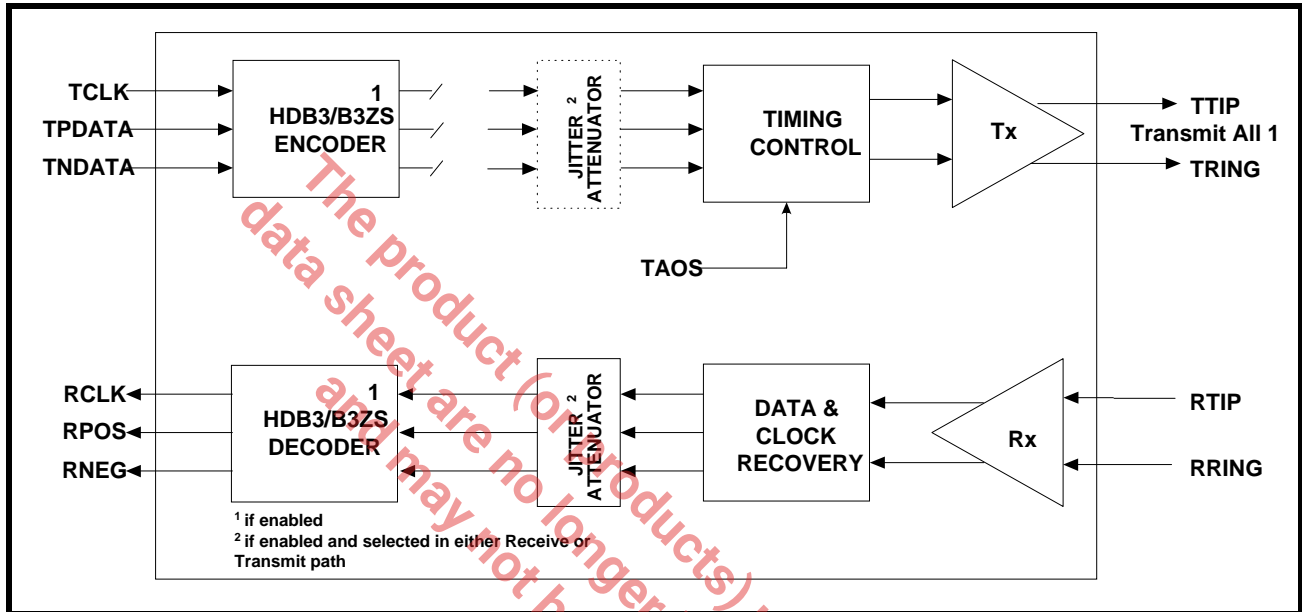 TCLK
TPDATA
TNDATA
1
HDB3/B3ZS
ENCODER
JITTER 2
ATTENUATOR
TIMING
CONTROL
Tx
TTIP
Transmit All 1
TRING
TAOS
RCLK
RPOS
RNEG
1
HDB3/B3ZS
DECODER
JITTER 2
ATTENUATOR
DATA &
CLOCK
RECOVERY
Rx
RTIP
RRING
1 if enabled
2 if enabled and selected in either Receive or
Transmit path
The product (or products)
data sheet are no longer
and may not b